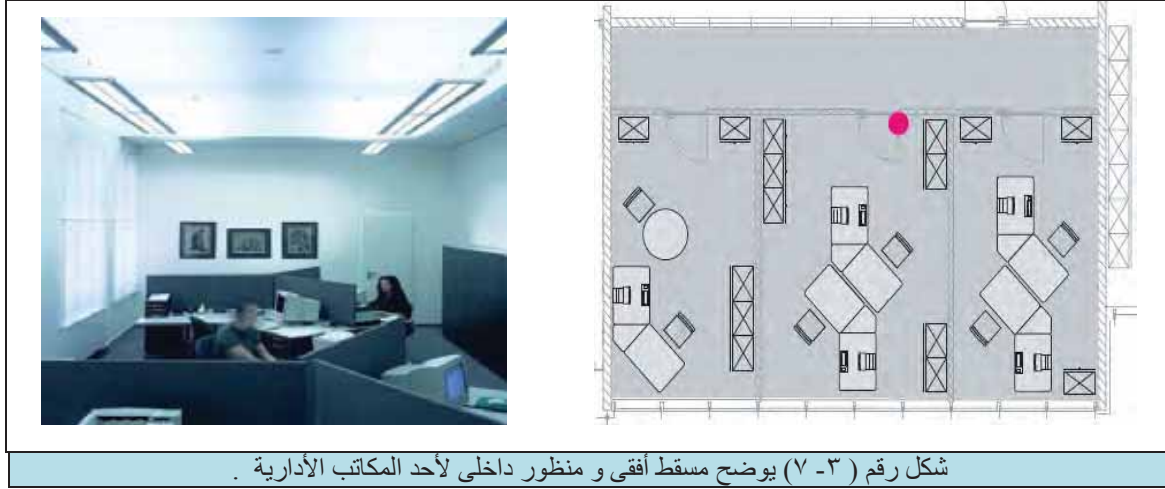 شكل رقم ( ٣- ٧) يوضح مسقط أفقى و منظور داخلى لأحد المكاتب الأدارية .